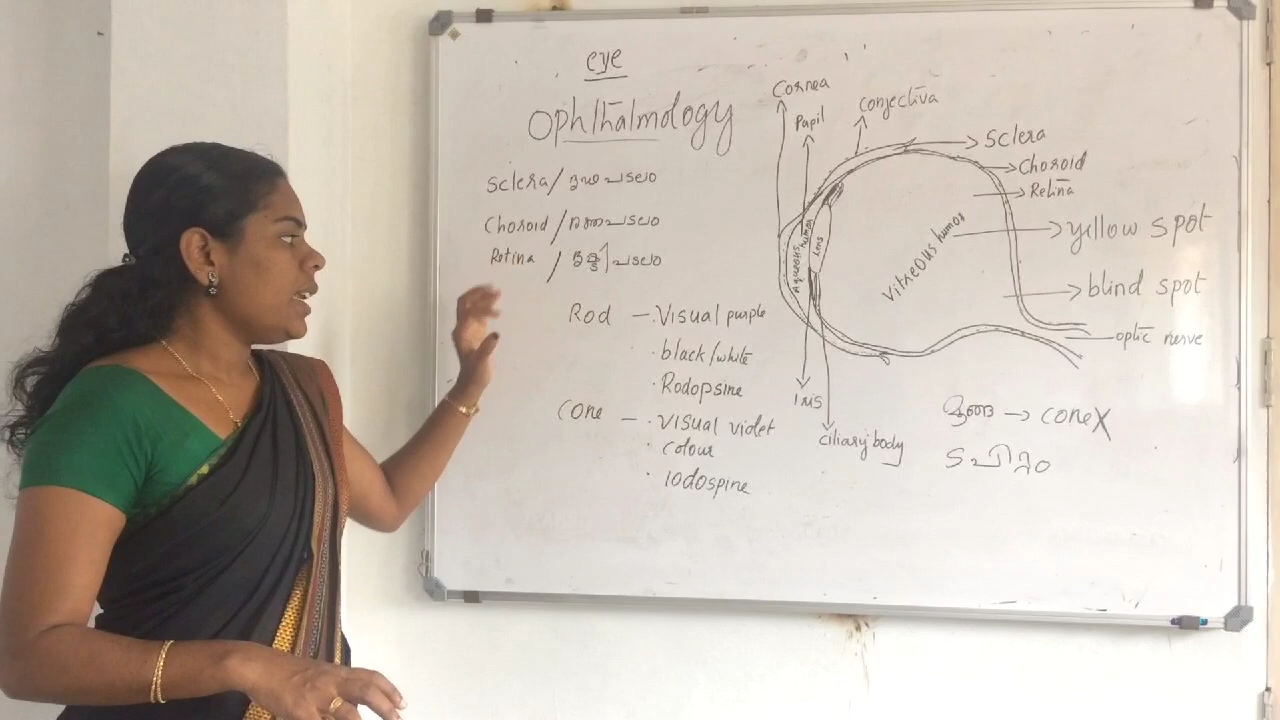 eye
Ophthalmology
Sclera/ ദൃഢപടലം
Choroid/ രക്തപടലം
Retina / ദൃഷ്ടിപടലം
Rod – . Visual purple
. black/white
. Rodopsine
Cone – . Visual violet
. colour
. Iodospine
Cornea
Pupil
Conjectiva
Sclera
Choroid
Retina
yellow spot
blind spot
optic nerve
Aqueous humor
Lens
Vitreous humor
Iris
Ciliary body
മൂങ്ങ → cone X